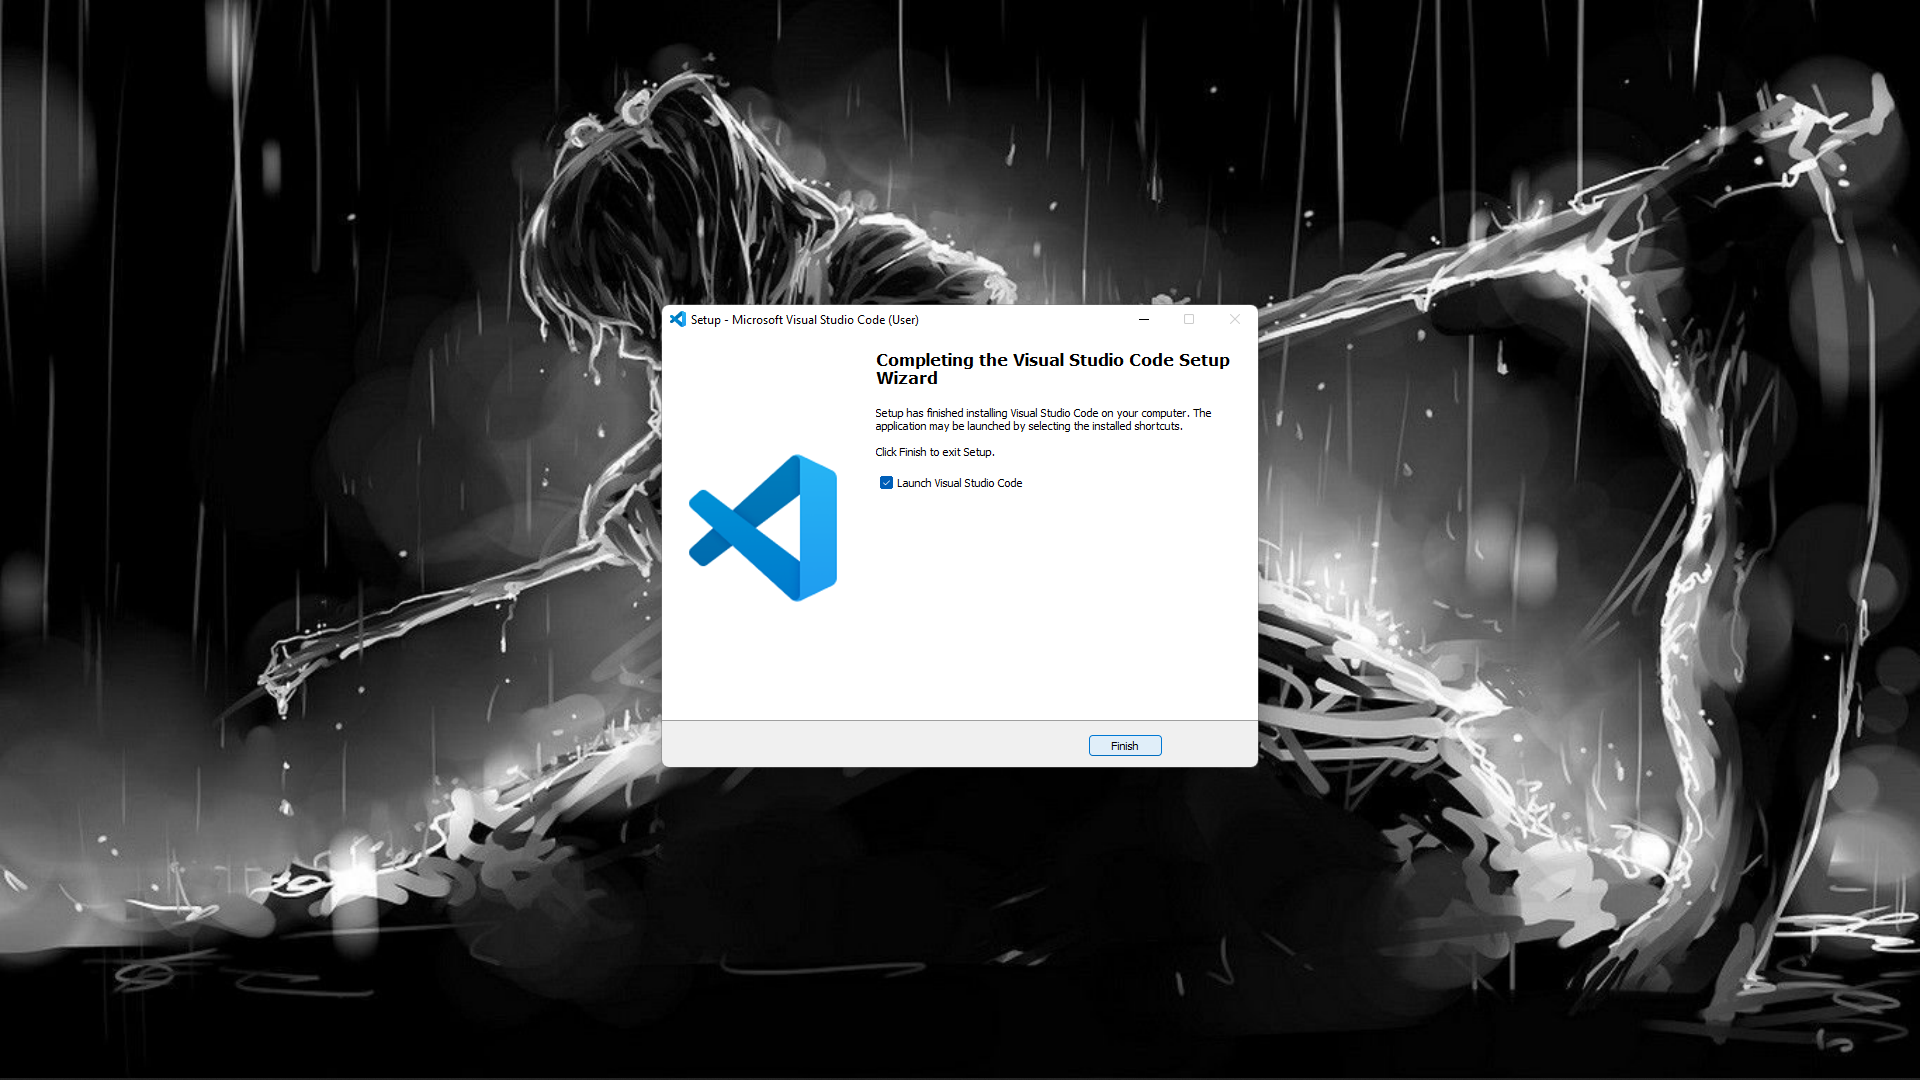 Setup - Microsoft Visual Studio Code (User)
Completing the Visual Studio Code Setup
Wizard
Setup has finished installing Visual Studio Code on your computer. The
application may be launched by selecting the installed shortcuts.
Click Finish to exit Setup.
Launch Visual Studio Code
Finish